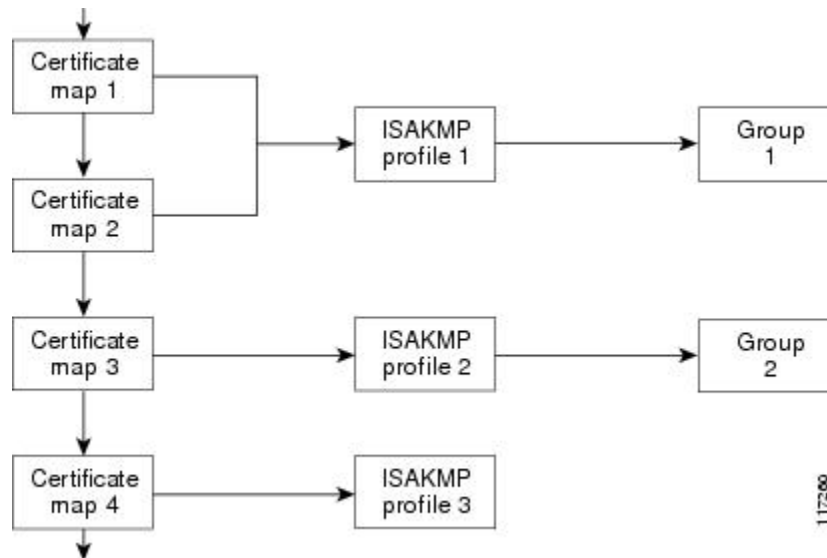 Certificate
map 1
ISAKMP
profile 1
Group
1
Certificate
map 2
Certificate
map 3
ISAKMP
profile 2
Group
2
Certificate
map 4
ISAKMP
profile 3
117269